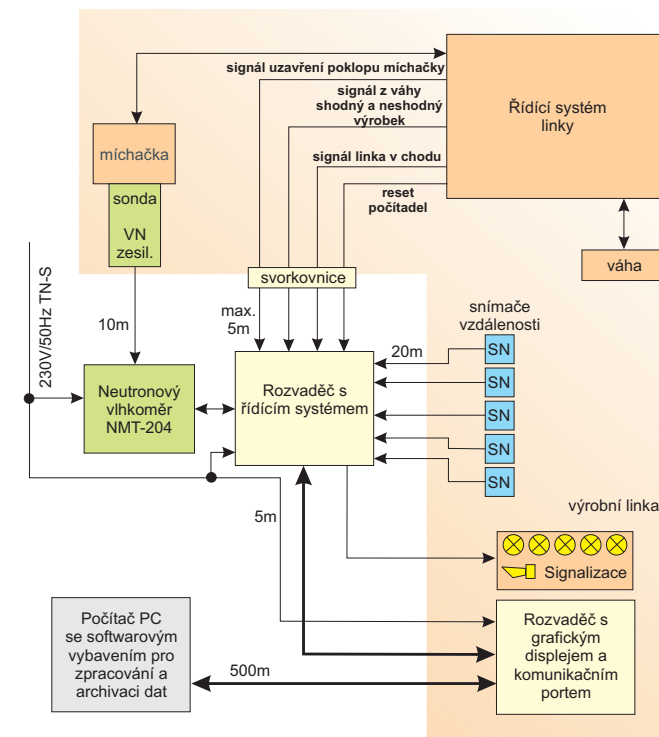 signál uzavření poklopu míchačky
signál z váhy
shodný a neshodný
výrobek
Řídící systém
linky
míchačka
signál linka v chodu
sonda
reset
počítadel
VN
zesil.
váha
svorkovnice
230V/50Hz TN-S
10m
max.
5m
snímače
vzdálenosti
20m
SN
SN
SN
SN
SN
Neutronový
vlhkoměr
NMT-204
Rozvaděč s
řídícím systémem
5m
výrobní linka
Signalizace
Počítač PC
se softwarovým
vybavením pro
zpracování a
archivaci dat
500m
Rozvaděč s
grafickým
displejem a
komunikačním
portem